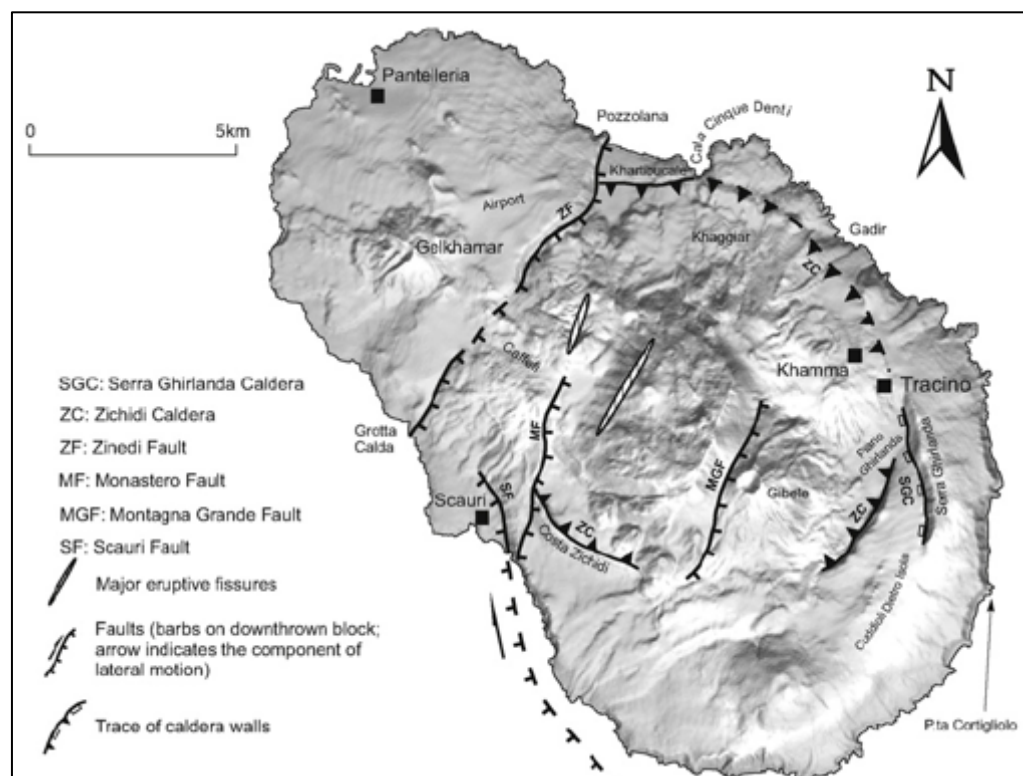 Pantelleria
N
0 5km
Pozzolana
Cala Cinque Denti
Khartibucale
Airport
ZF
Khaggiar
Gadir
Gelkhamar
ZC
Caffefi
Khamma
Tracino
SGC: Serra Ghirlanda Caldera
ZC: Zichidi Caldera
ZF: Zinedi Fault
MF: Monastero Fault
MGF: Montagna Grande Fault
SF: Scauri Fault
Major eruptive fissures
Faults (barbs on downthrown block;
arrow indicates the component of
lateral motion)
Trace of caldera walls
Grotta
Calda
MF
MGF
Piano
Ghirlanda
Serra Ghirlanda
SGC
Scauri
SF
Gibele
ZC
ZC
Costa Zichidi
Cuddioli Dietro Isola
P.ta Cortigliolo